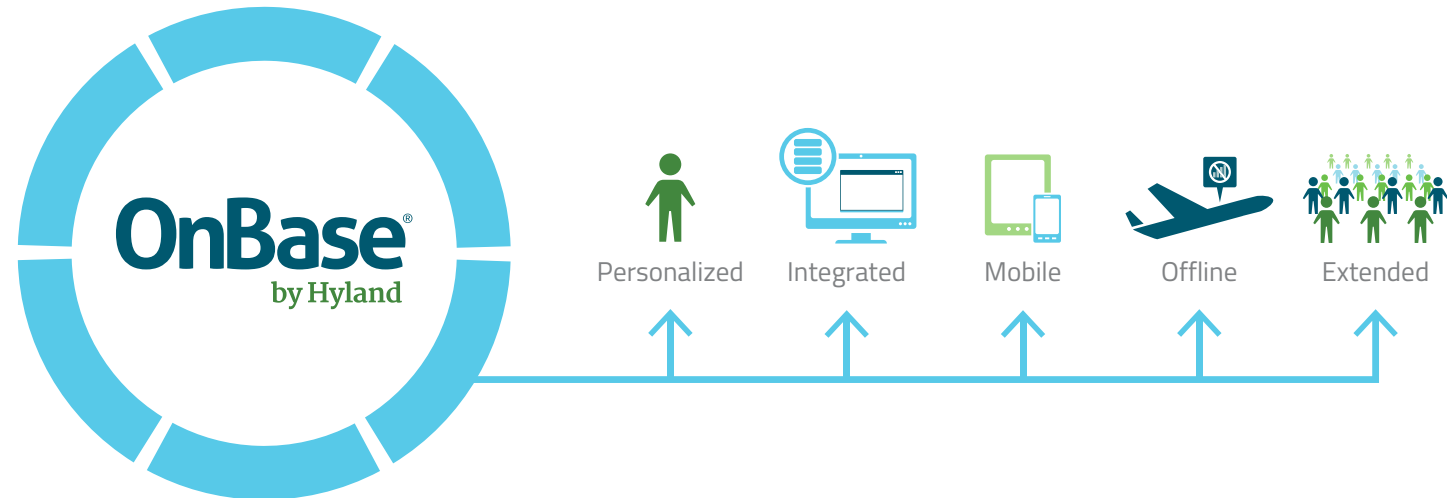 OnBase®
by Hyland
Personalized
Integrated
Mobile
Offline
Extended